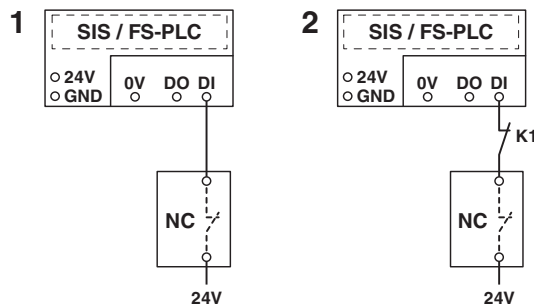 1
SIS / FS-PLC
24V
GND
0V DO DI
NC
24V
2
SIS / FS-PLC
24V
GND
0V DO DI
K1
NC
24V